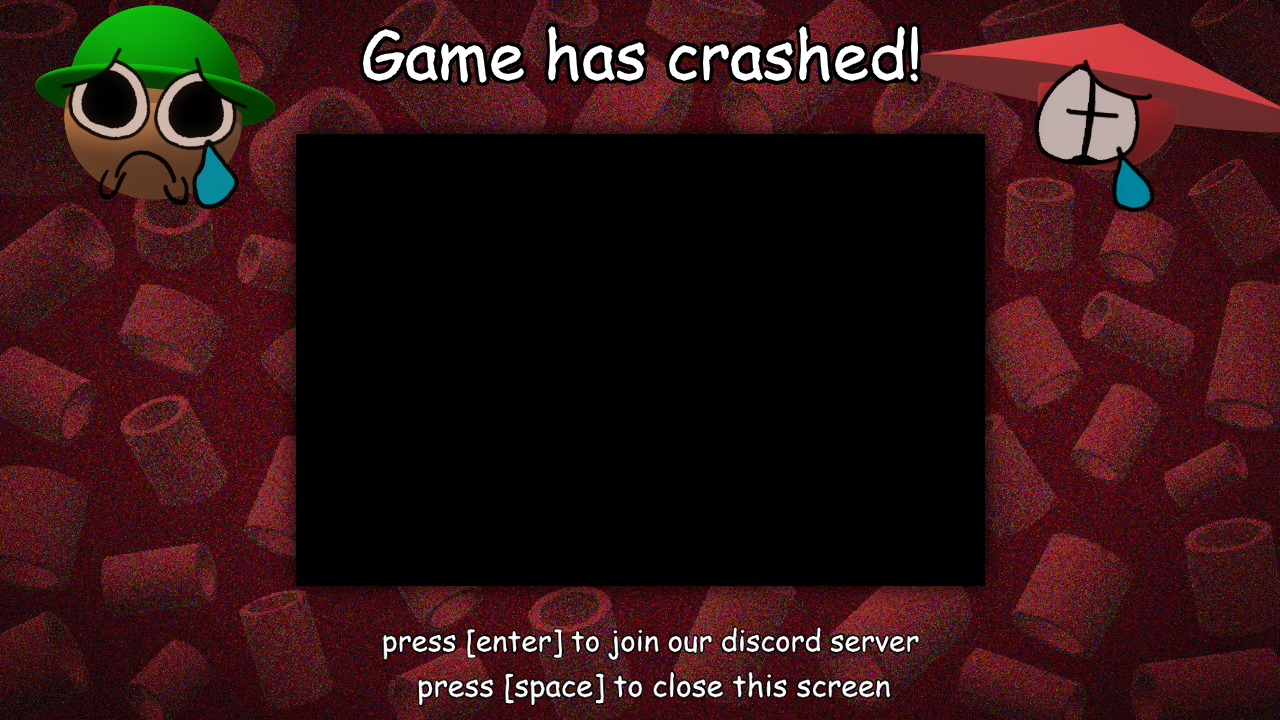 Game has crashed!
press [enter] to join our discord server
press [space] to close this screen